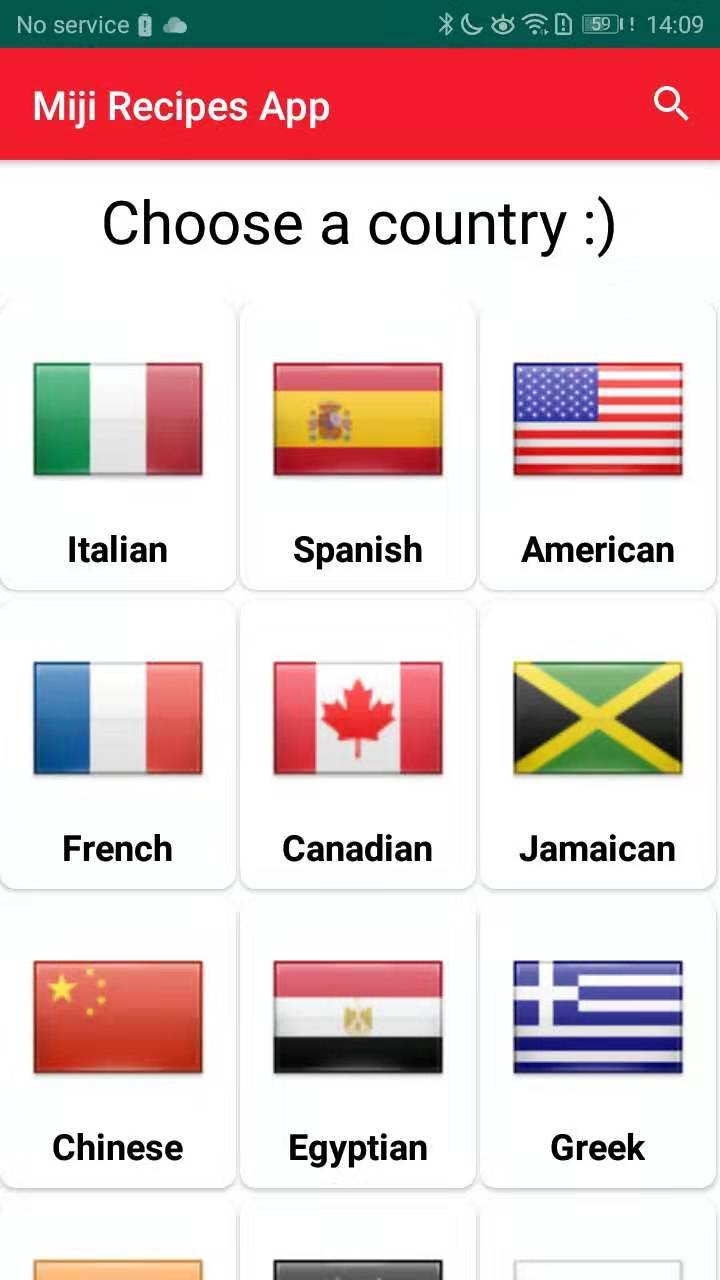 No service 59 14:09
Miji Recipes App
Choose a country :)
Italian Spanish American
French Canadian Jamaican
Chinese Egyptian Greek